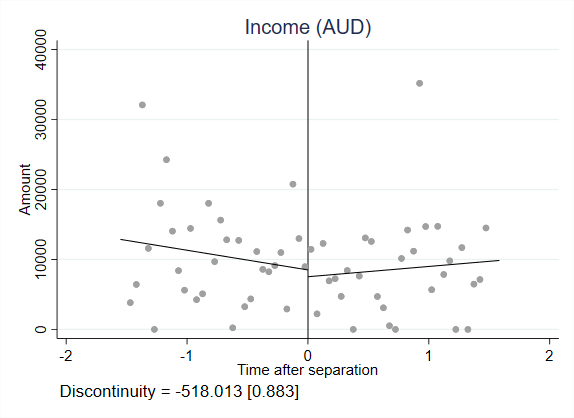 Income (AUD)
40000
30000
20000
10000
0
Amount
-2 -1 0 1 2
Time after separation
Discontinuity = -518.013 [0.883]